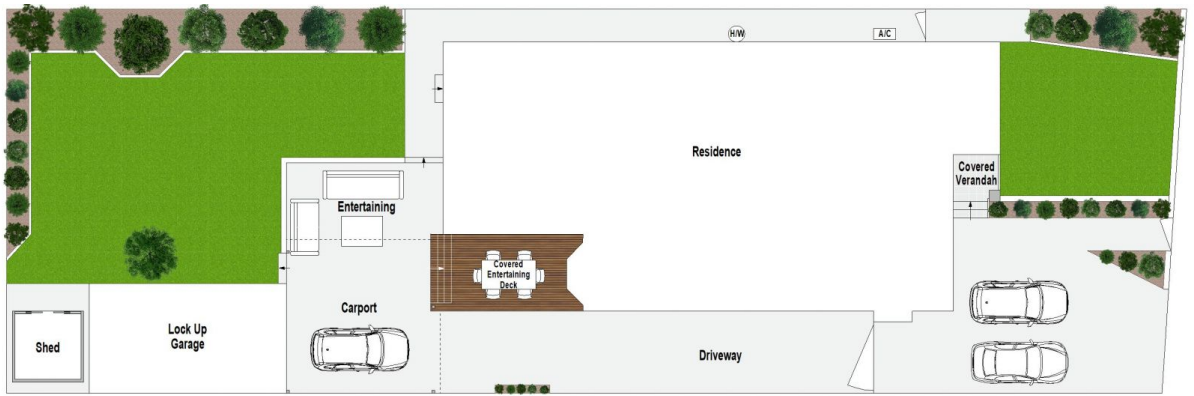 H/W
A/C
Residence
Covered
Verandah
Entertaining
Covered
Entertaining
Deck
Carport
Lock Up
Garage
Shed
Driveway